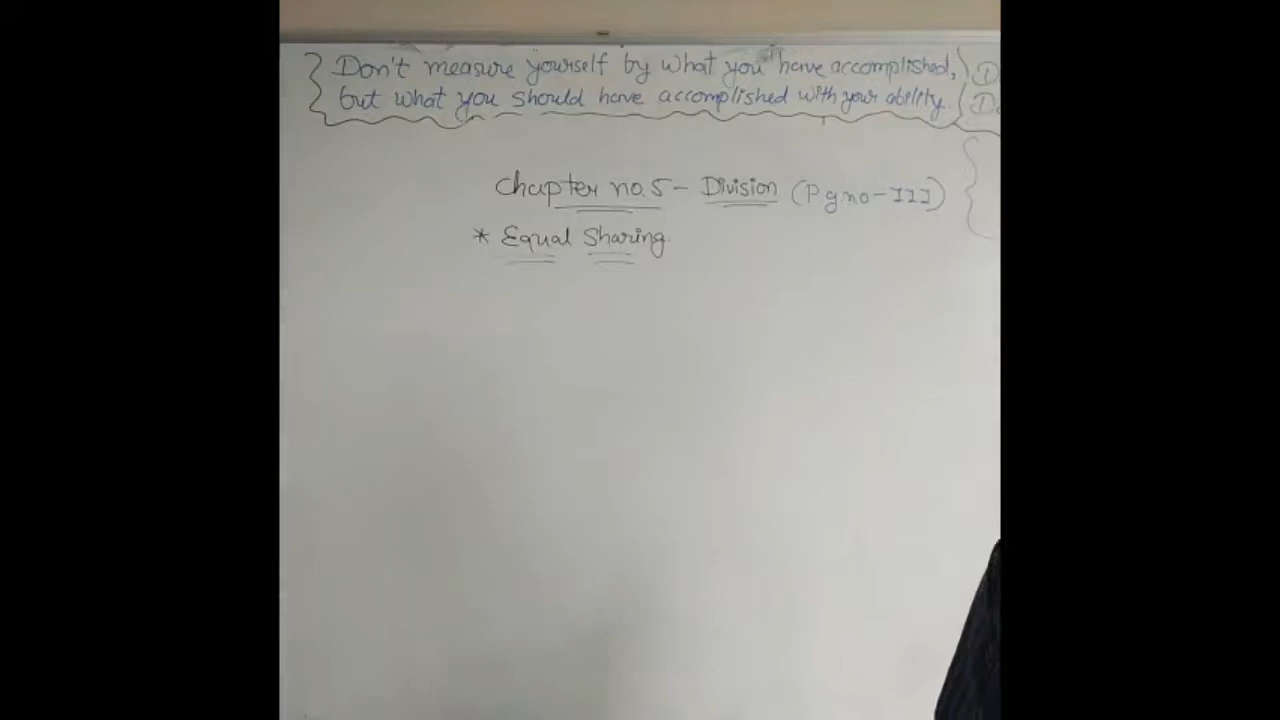 Don't measure yourself by what you have accomplished,
but what you should have accomplished with your ability.
Chapter no. 5 - Division (Pg no - 111)
* Equal Sharing